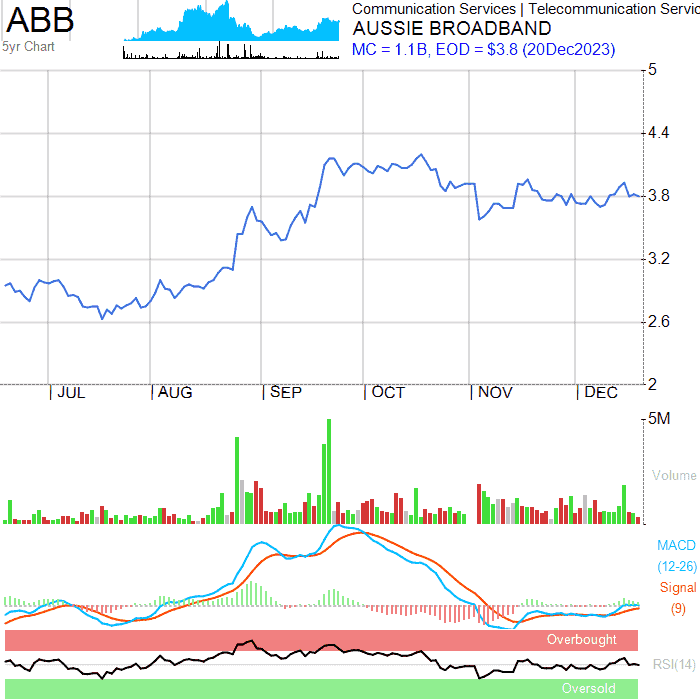 ABB
5yr Chart
Communication Services | Telecommunication Servic
AUSSIE BROADBAND
MC = 1.1B, EOD = $3.8 (20Dec2023)
5
4.4
3.8
3.2
2.6
2
JUL
AUG
SEP
OCT
NOV
DEC
5M
Volume
MACD
(12-26)
Signal
(9)
Overbought
RSI(14)
Oversold